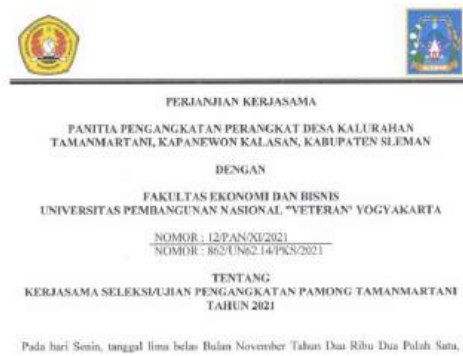 PERJANJIAN KERJASAMA
PANITIA PENGANGKATAN PERANGKAT DESA KALURAHAN
TAMANMARTANI, KAPANEWON KALASAN, KABUPATEN SLEMAN
DENGAN
FAKULTAS EKONOMI DAN BISNIS
UNIVERSITAS PEMBANGUNAN NASIONAL "VETERAN" YOGYAKARTA
NOMOR : 12/PAN/XI/2021
NOMOR : 862/UN62.14/PKS/2021
TENTANG
KERJASAMA SELEKSI/UJIAN PENGANGKATAN PAMONG TAMANMARTANI
TAHUN 2021
Pada hari Senin, tanggal lima belas Bulan November Tahun Dua Ribu Dua Puluh Satu,